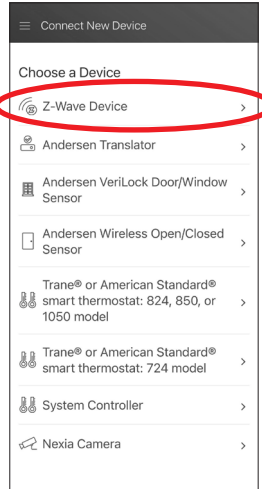 Connect New Device
Choose a Device
Z-Wave Device
Andersen Translator
Andersen VeriLock Door/Window
Sensor
Andersen Wireless Open/Closed
Sensor
Trane® or American Standard®
smart thermostat: 824, 850, or
1050 model
Trane® or American Standard®
smart thermostat: 724 model
System Controller
Nexia Camera